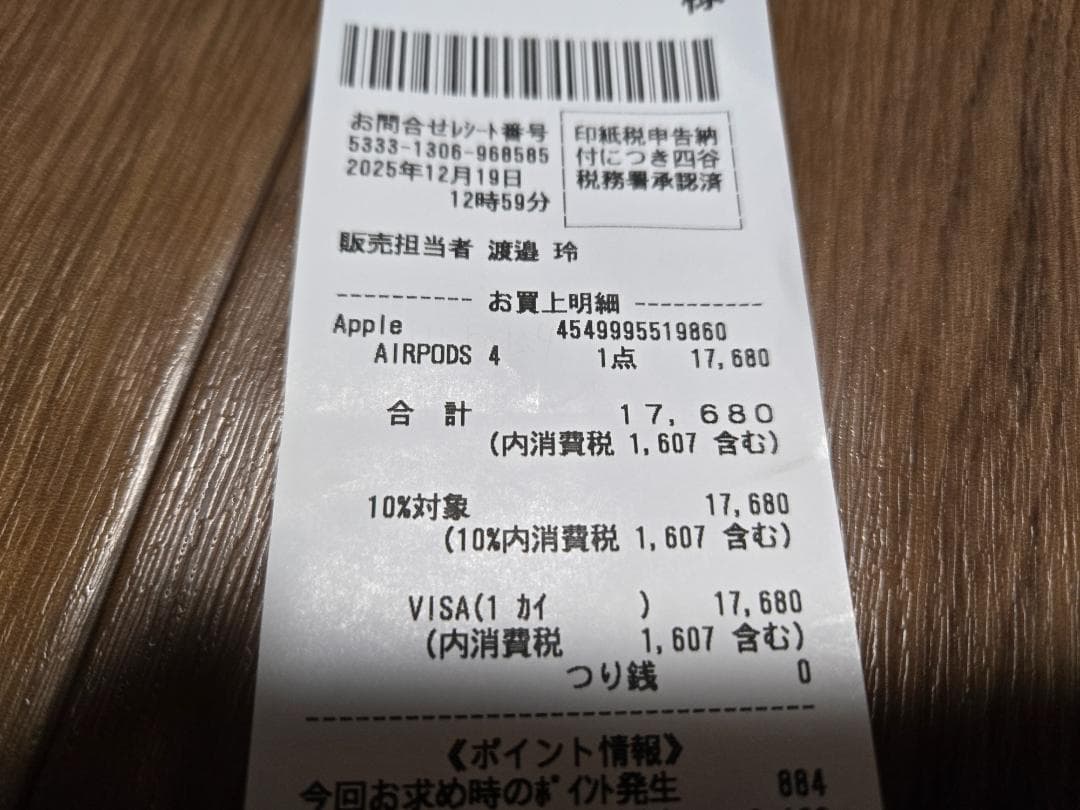 様
お問合せﾚｼｰﾄ番号
5333-1306-968585
2025年12月19日
12時59分
印紙税申告納
付につき四谷
税務署承認済
販売担当者 渡邉 玲
---------- お買上明細 ----------
Apple 4549995519860
AIRPODS 4 1点 17,680
合 計 17,680
(内消費税 1,607 含む)
10%対象 17,680
(10%内消費税 1,607 含む)
VISA(1 ｶｲ ) 17,680
(内消費税 1,607 含む)
つり銭 0
《ポイント情報》
今回お求め時のﾎﾟｲﾝﾄ発生 884